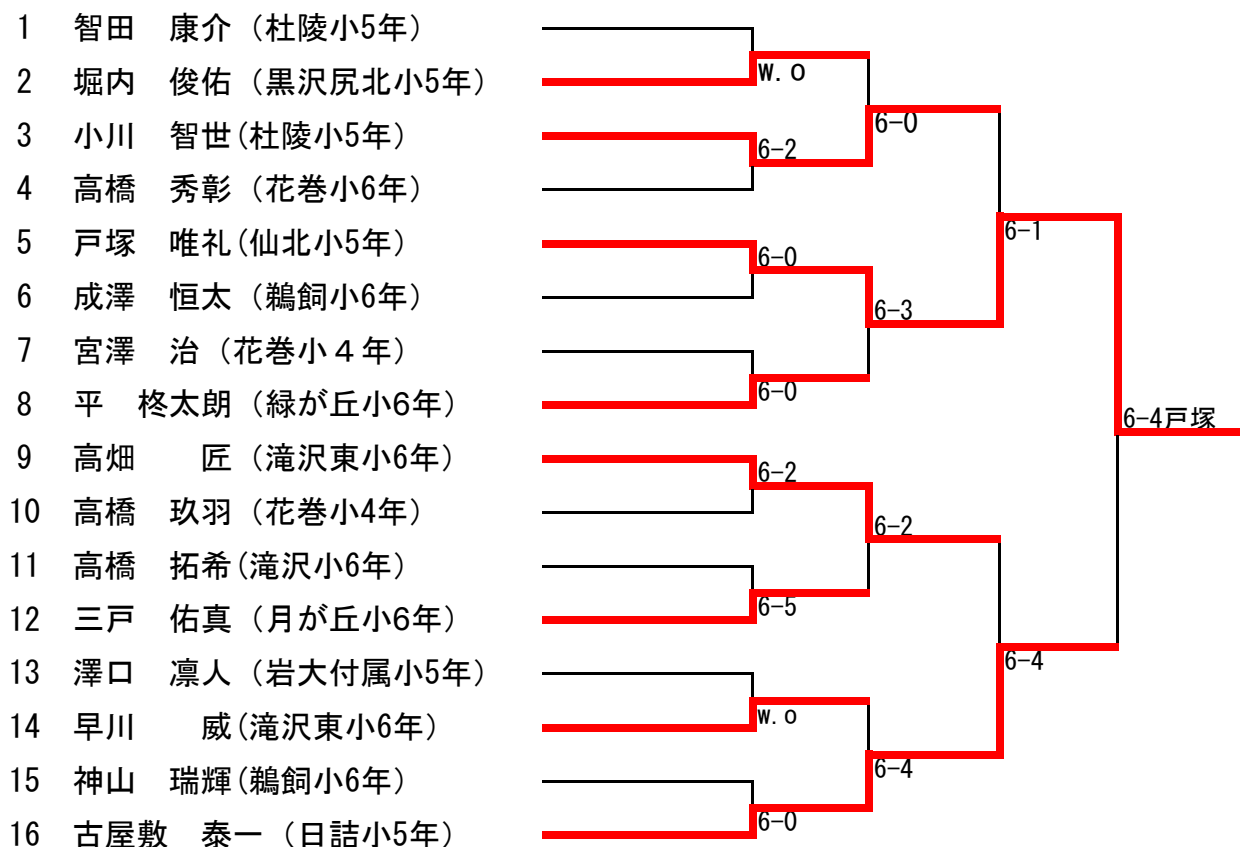 1 智田 康介（杜陵小5年）
2 堀内 俊佑（黒沢尻北小5年）
W.O
3 小川 智世(杜陵小5年）
6-0
6-2
4 高橋 秀彰（花巻小6年）
5 戸塚 唯礼(仙北小5年）
6-1
6-0
6 成澤 恒太（鵜飼小6年）
6-3
7 宮澤 治（花巻小４年）
8 平 柊太朗（緑が丘小6年）
6-0
6-4戸塚
9 高畑 匠（滝沢東小6年）
6-2
10 高橋 玖羽（花巻小4年）
6-2
11 高橋 拓希(滝沢小6年）
12 三戸 佑真（月が丘小6年）
6-5
13 澤口 凛人（岩大付属小5年）
6-4
14 早川 威(滝沢東小6年）
W.O
15 神山 瑞輝(鵜飼小6年）
6-4
16 古屋敷 泰一（日詰小5年）
6-0